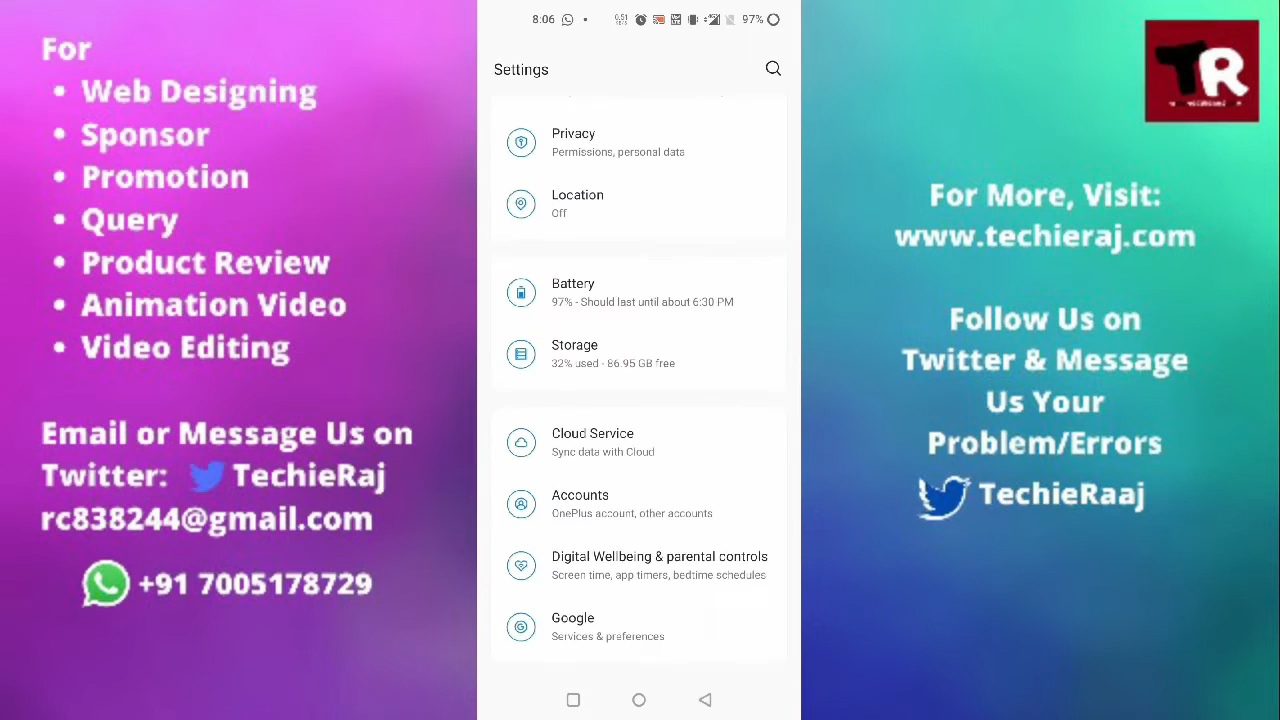 For
• Web Designing
• Sponsor
• Promotion
• Query
• Product Review
• Animation Video
• Video Editing
Email or Message Us on
Twitter: TechieRaj
rc838244@gmail.com
+91 7005178729
8:06
97%
Settings
Privacy
Permissions, personal data
Location
Off
Battery
97% - Should last until about 6:30 PM
Storage
32% used - 86.95 GB free
Cloud Service
Sync data with Cloud
Accounts
OnePlus account, other accounts
Digital Wellbeing & parental controls
Screen time, app timers, bedtime schedules
Google
Services & preferences
TR
For More, Visit:
www.techieraj.com
Follow Us on
Twitter & Message
Us Your
Problem/Errors
TechieRaaj